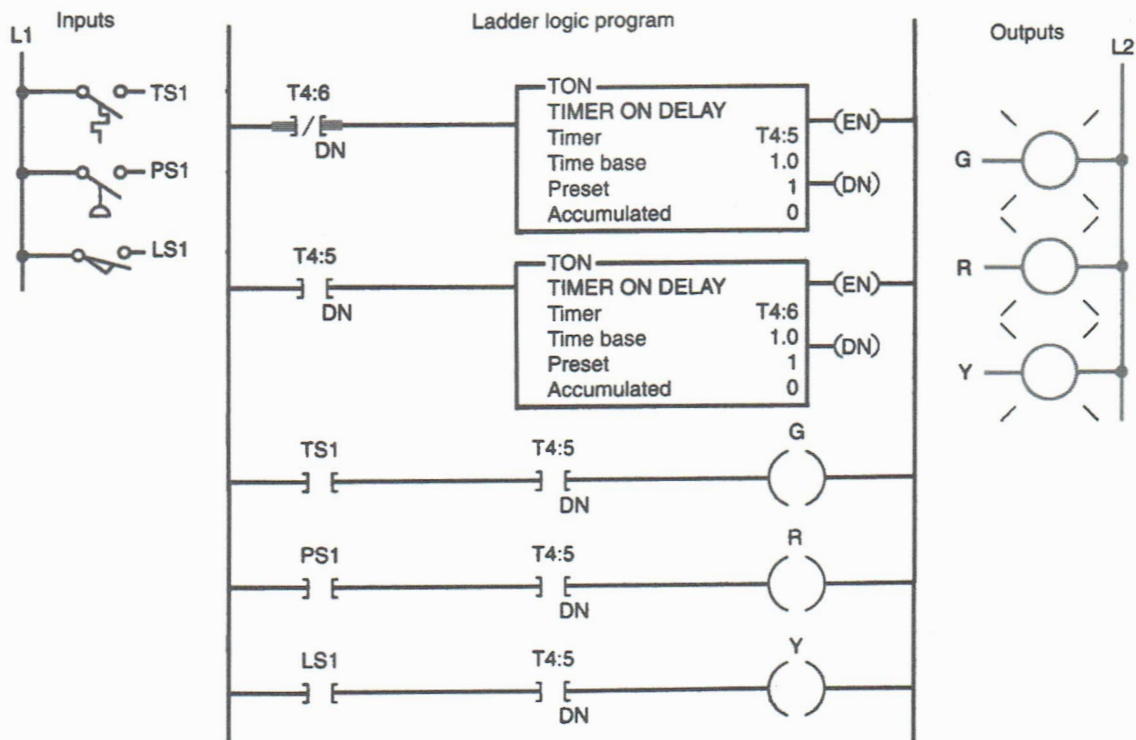 Inputs
Ladder logic program
Outputs
L1
L2
TS1
PS1
LS1
T4:6
/
DN
TON
TIMER ON DELAY
Timer T4:5
Time base 1.0
Preset 1
Accumulated 0
(EN)
(DN)
T4:5
DN
TON
TIMER ON DELAY
Timer T4:6
Time base 1.0
Preset 1
Accumulated 0
(EN)
(DN)
TS1 T4:5 G
DN
PS1 T4:5 R
DN
LS1 T4:5 Y
DN
G
R
Y